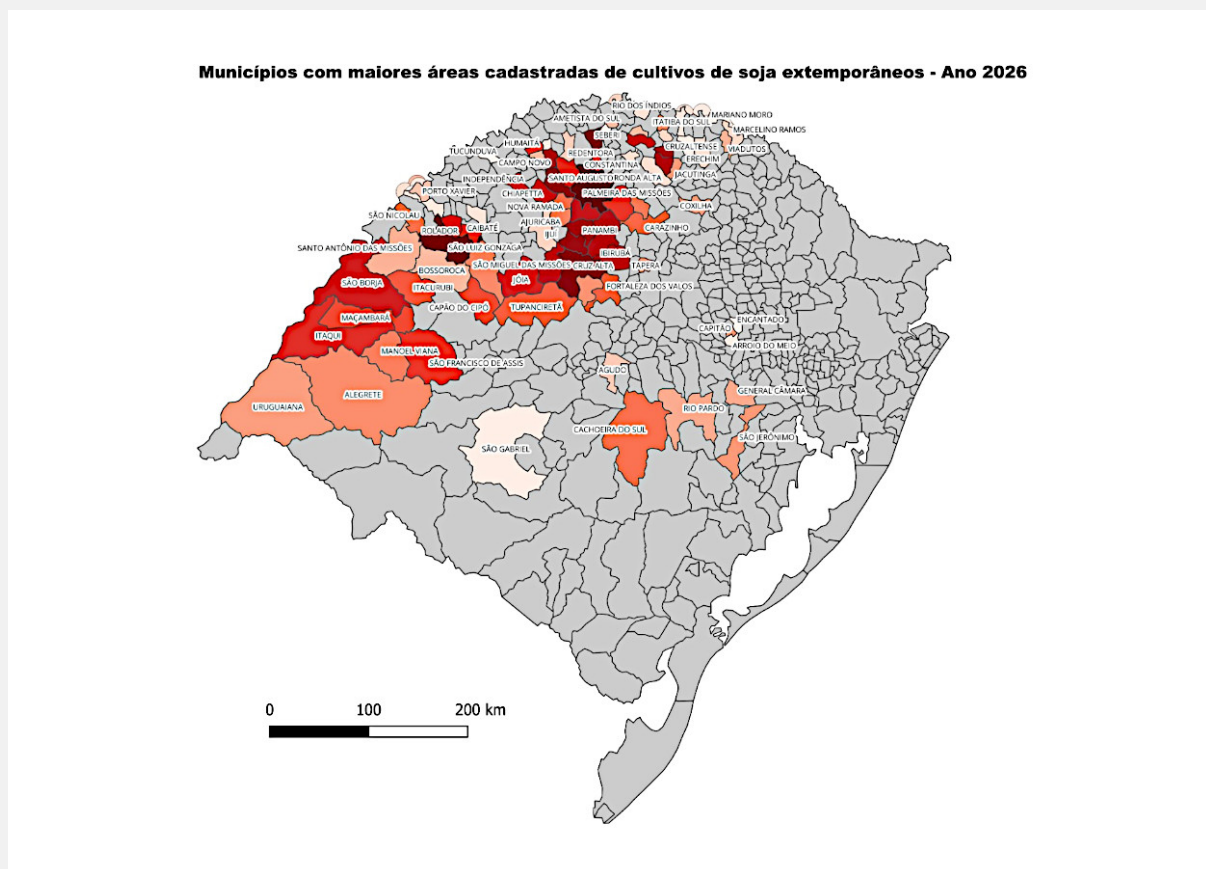 Municípios com maiores áreas cadastradas de cultivos de soja extemporâneos - Ano 2026
RIO DOS ÍNDIOS
MARIANO MORO
AMETISTA DO SUL
ITATIBA DO SUL
MARCELINO RAMOS
SEBERI
HUMAITÁ
CRUZALTENSE
VIADUTOS
TUCUNDUVA
REDENTORA
ERECHIM
CAMPO NOVO
CONSTANTINA
JACUTINGA
INDEPENDÊNCIA
SANTO AUGUSTO
RONDA ALTA
PORTO XAVIER
CHIAPETTA
PALMEIRA DAS MISSÕES
NOVA RAMADA
COXILHA
SÃO NICOLAU
AJURICABA
ROLADOR
CAIBATÉ
IJUÍ
PANAMBI
CARAZINHO
SANTO ANTÔNIO DAS MISSÕES
SÃO LUIZ GONZAGA
IBIRUBÁ
BOSSOROCA
SÃO MIGUEL DAS MISSÕES
CRUZ ALTA
TAPERA
SÃO BORJA
ITACURUBI
JÓIA
FORTALEZA DOS VALOS
CAPÃO DO CIPÓ
TUPANCIRETÃ
MAÇAMBARÁ
ENCANTADO
CAPITÃO
ITAQUI
ARROIO DO MEIO
MANOEL VIANA
SÃO FRANCISCO DE ASSIS
AGUDO
ALEGRETE
GENERAL CÂMARA
URUGUAIANA
RIO PARDO
CACHOEIRA DO SUL
SÃO JERÔNIMO
SÃO GABRIEL
0 100 200 km